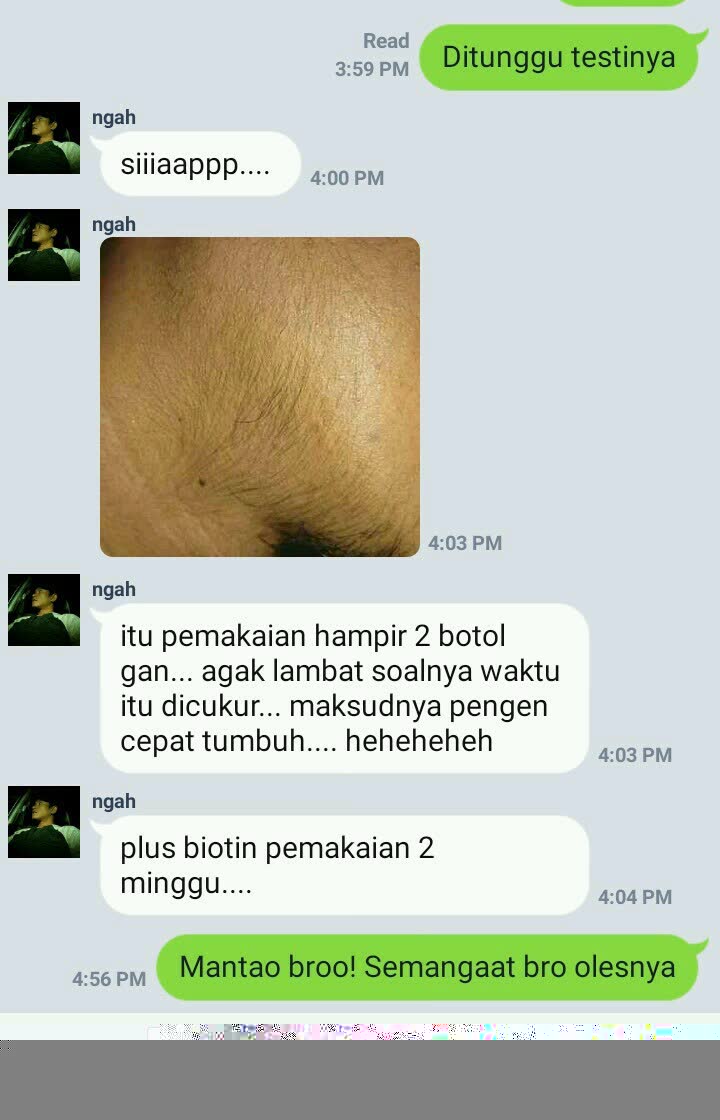 Ditunggu testinya
Read
3:59 PM
ngah
siiiaappp....
4:00 PM
ngah
4:03 PM
ngah
itu pemakaian hampir 2 botol
gan... agak lambat soalnya waktu
itu dicukur... maksudnya pengen
cepat tumbuh.... heheheheh
4:03 PM
ngah
plus biotin pemakaian 2
minggu....
4:04 PM
4:56 PM
Mantao broo! Semangaat bro olesnya